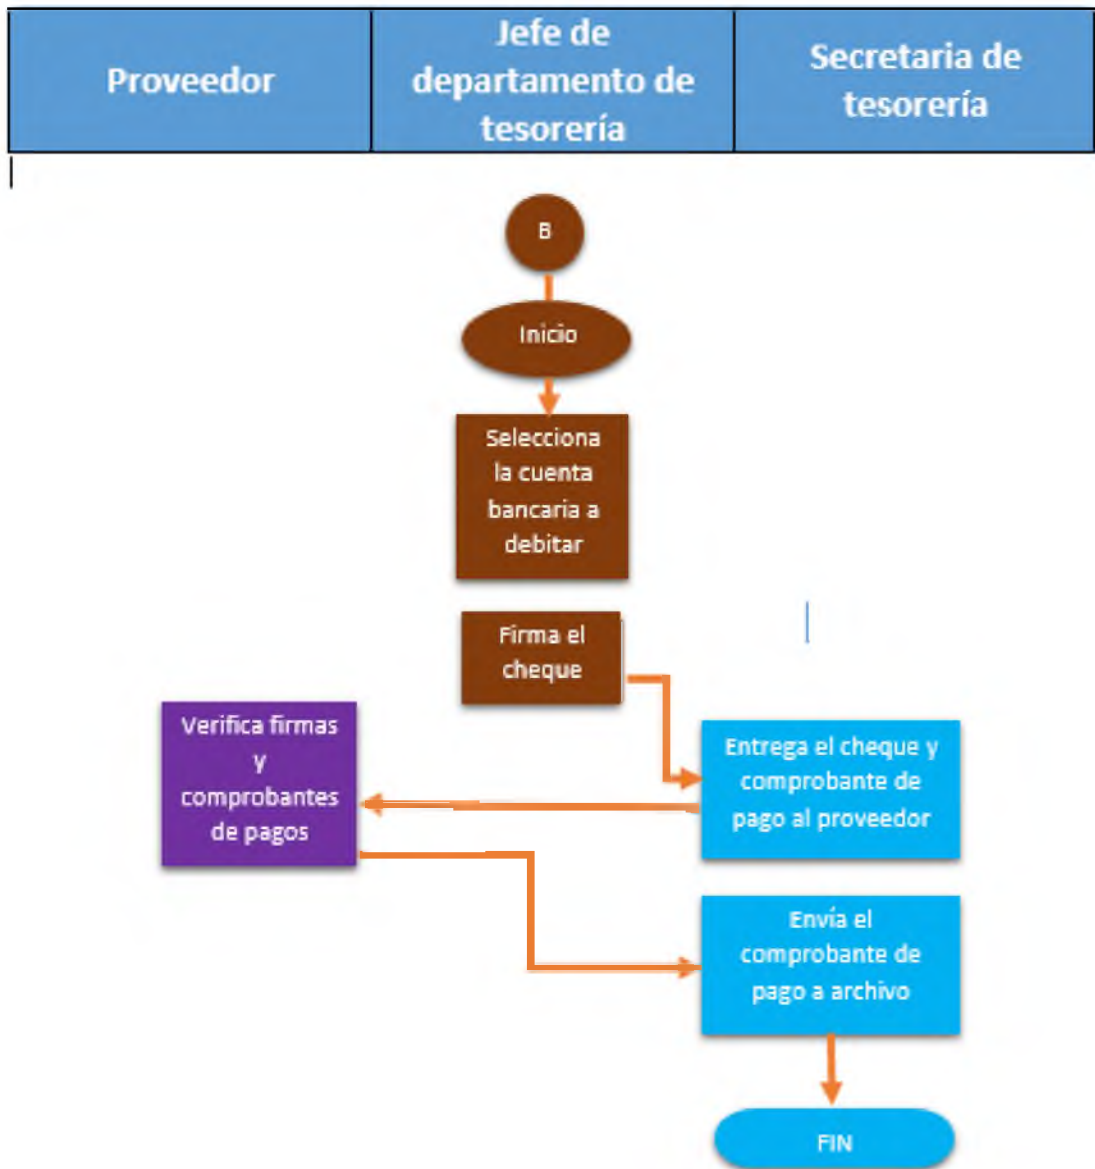 Proveedor
Jefe de
departamento de
tesorería
Secretaria de
tesorería
B
Inicio
Selecciona
la cuenta
bancaria a
debitar
Firma el
cheque
Verifica firmas
y
comprobantes
de pagos
Entrega el cheque y
comprobante de
pago al proveedor
Envía el
comprobante de
pago a archivo
FIN